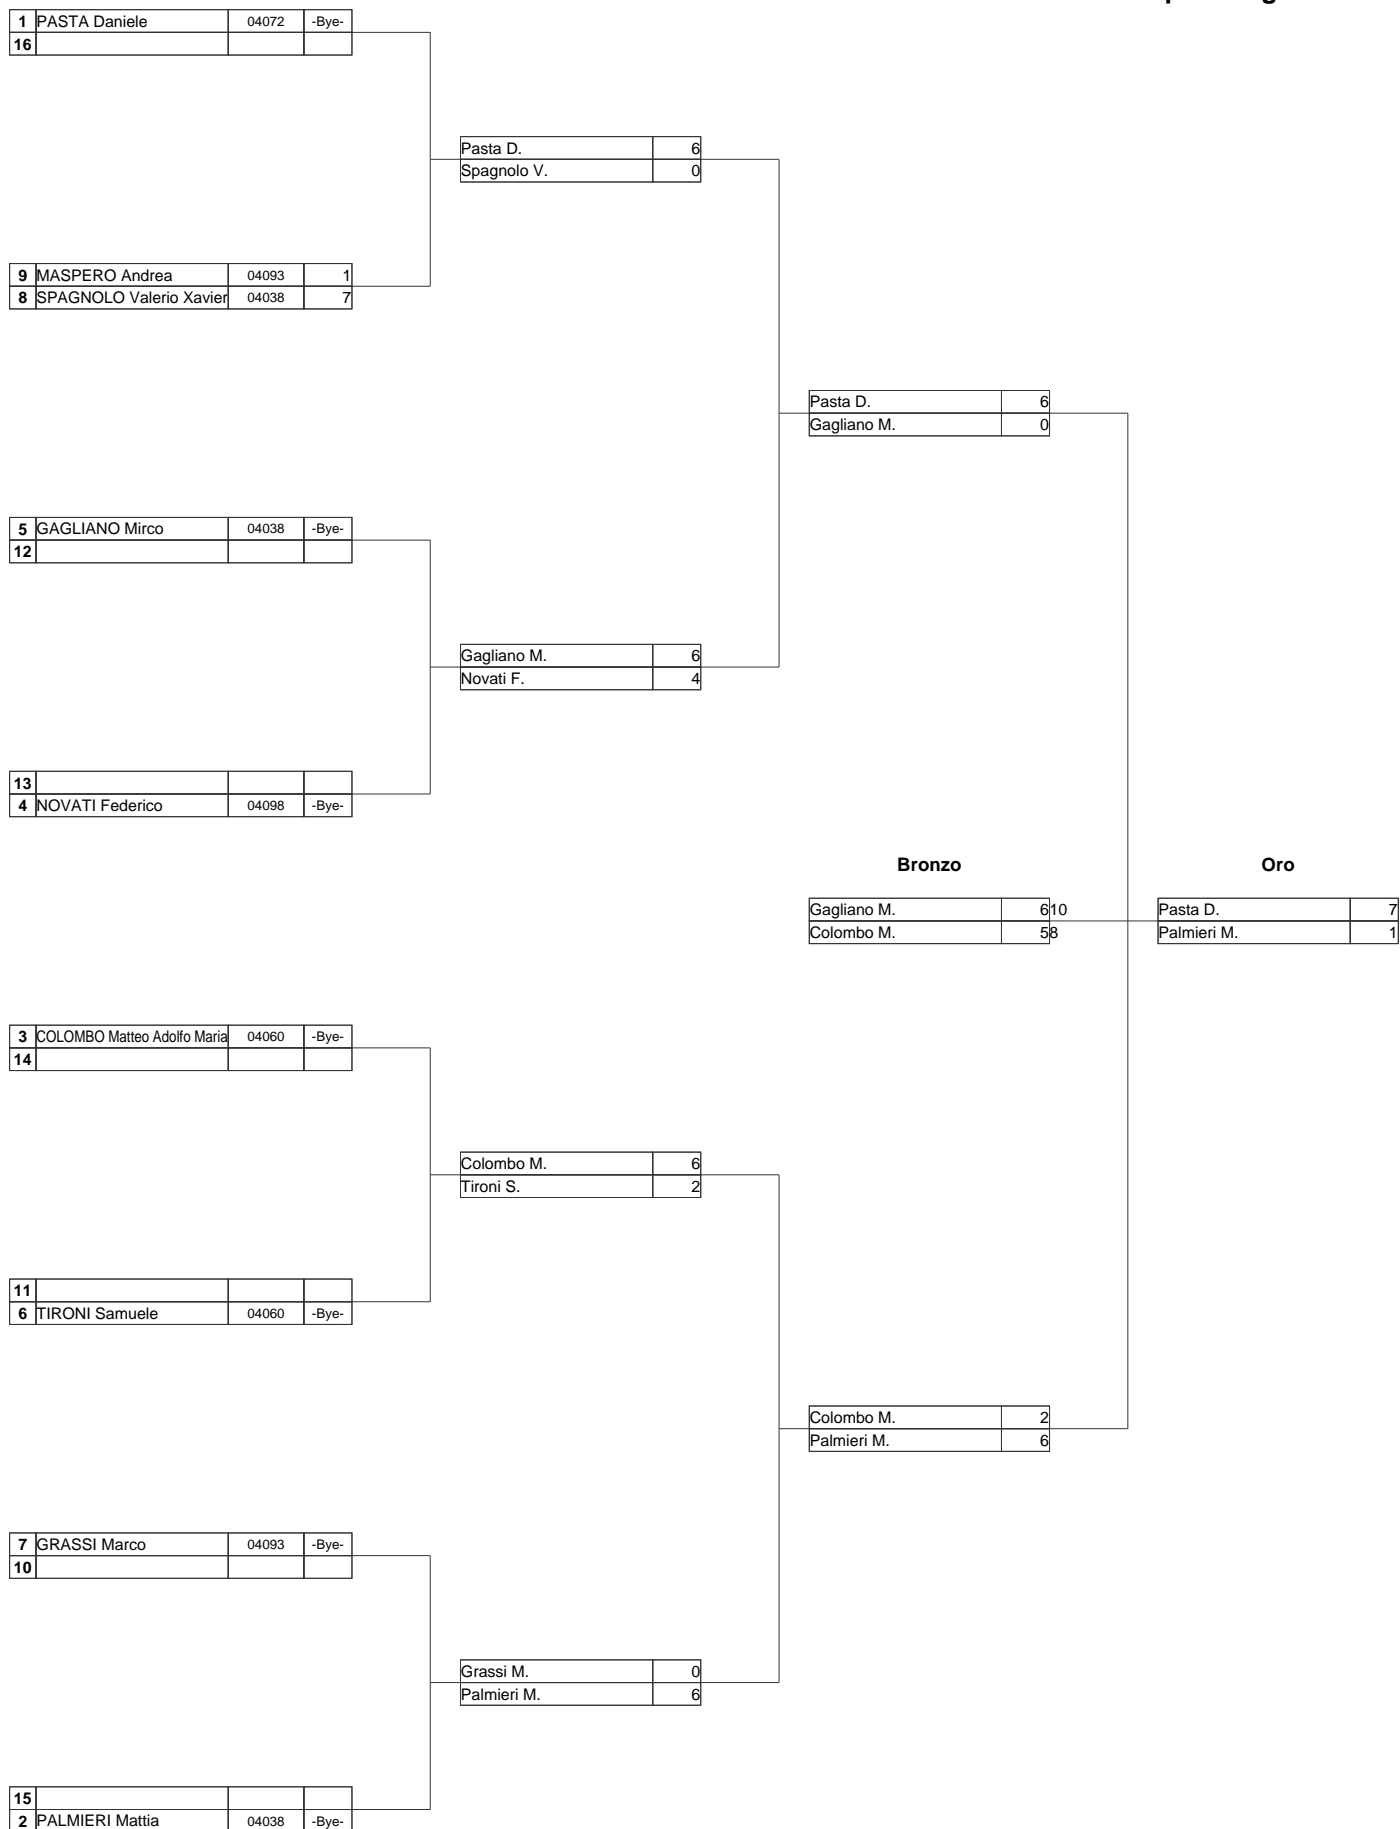 1 PASTA Daniele 04072 -Bye-
16
Pasta D. 6
Spagnolo V. 0
9 MASPERO Andrea 04093 1
8 SPAGNOLO Valerio Xavier 04038 7
Pasta D. 6
Gagliano M. 0
5 GAGLIANO Mirco 04038 -Bye-
12
Gagliano M. 6
Novati F. 4
13
4 NOVATI Federico 04098 -Bye-
Bronzo Oro
Gagliano M. 6 10 Pasta D. 7
Colombo M. 5 8 Palmieri M. 1
3 COLOMBO Matteo Adolfo Maria 04060 -Bye-
14
Colombo M. 6
Tironi S. 2
11
6 TIRONI Samuele 04060 -Bye-
Colombo M. 2
Palmieri M. 6
7 GRASSI Marco 04093 -Bye-
10
Grassi M. 0
Palmieri M. 6
15
2 PALMIERI Mattia 04038 -Bye-